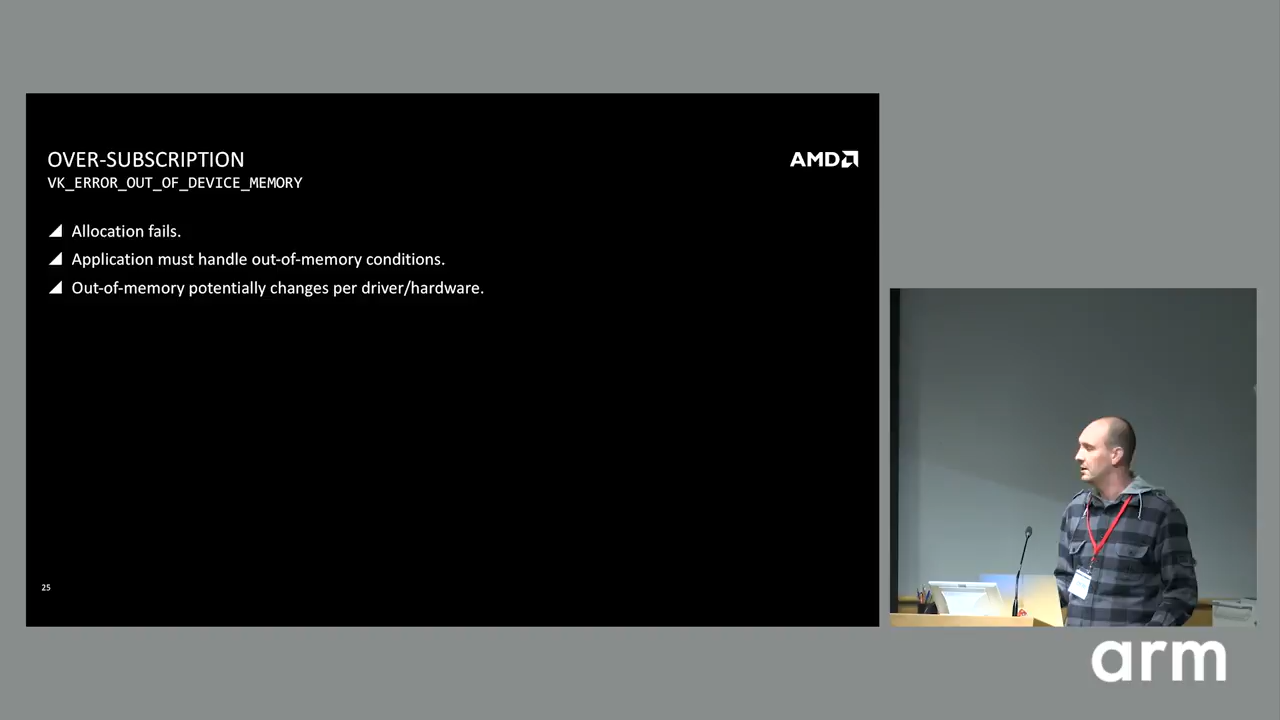 OVER-SUBSCRIPTION
AMD
VK_ERROR_OUT_OF_DEVICE_MEMORY
Allocation fails.
Application must handle out-of-memory conditions.
Out-of-memory potentially changes per driver/hardware.
25
arm